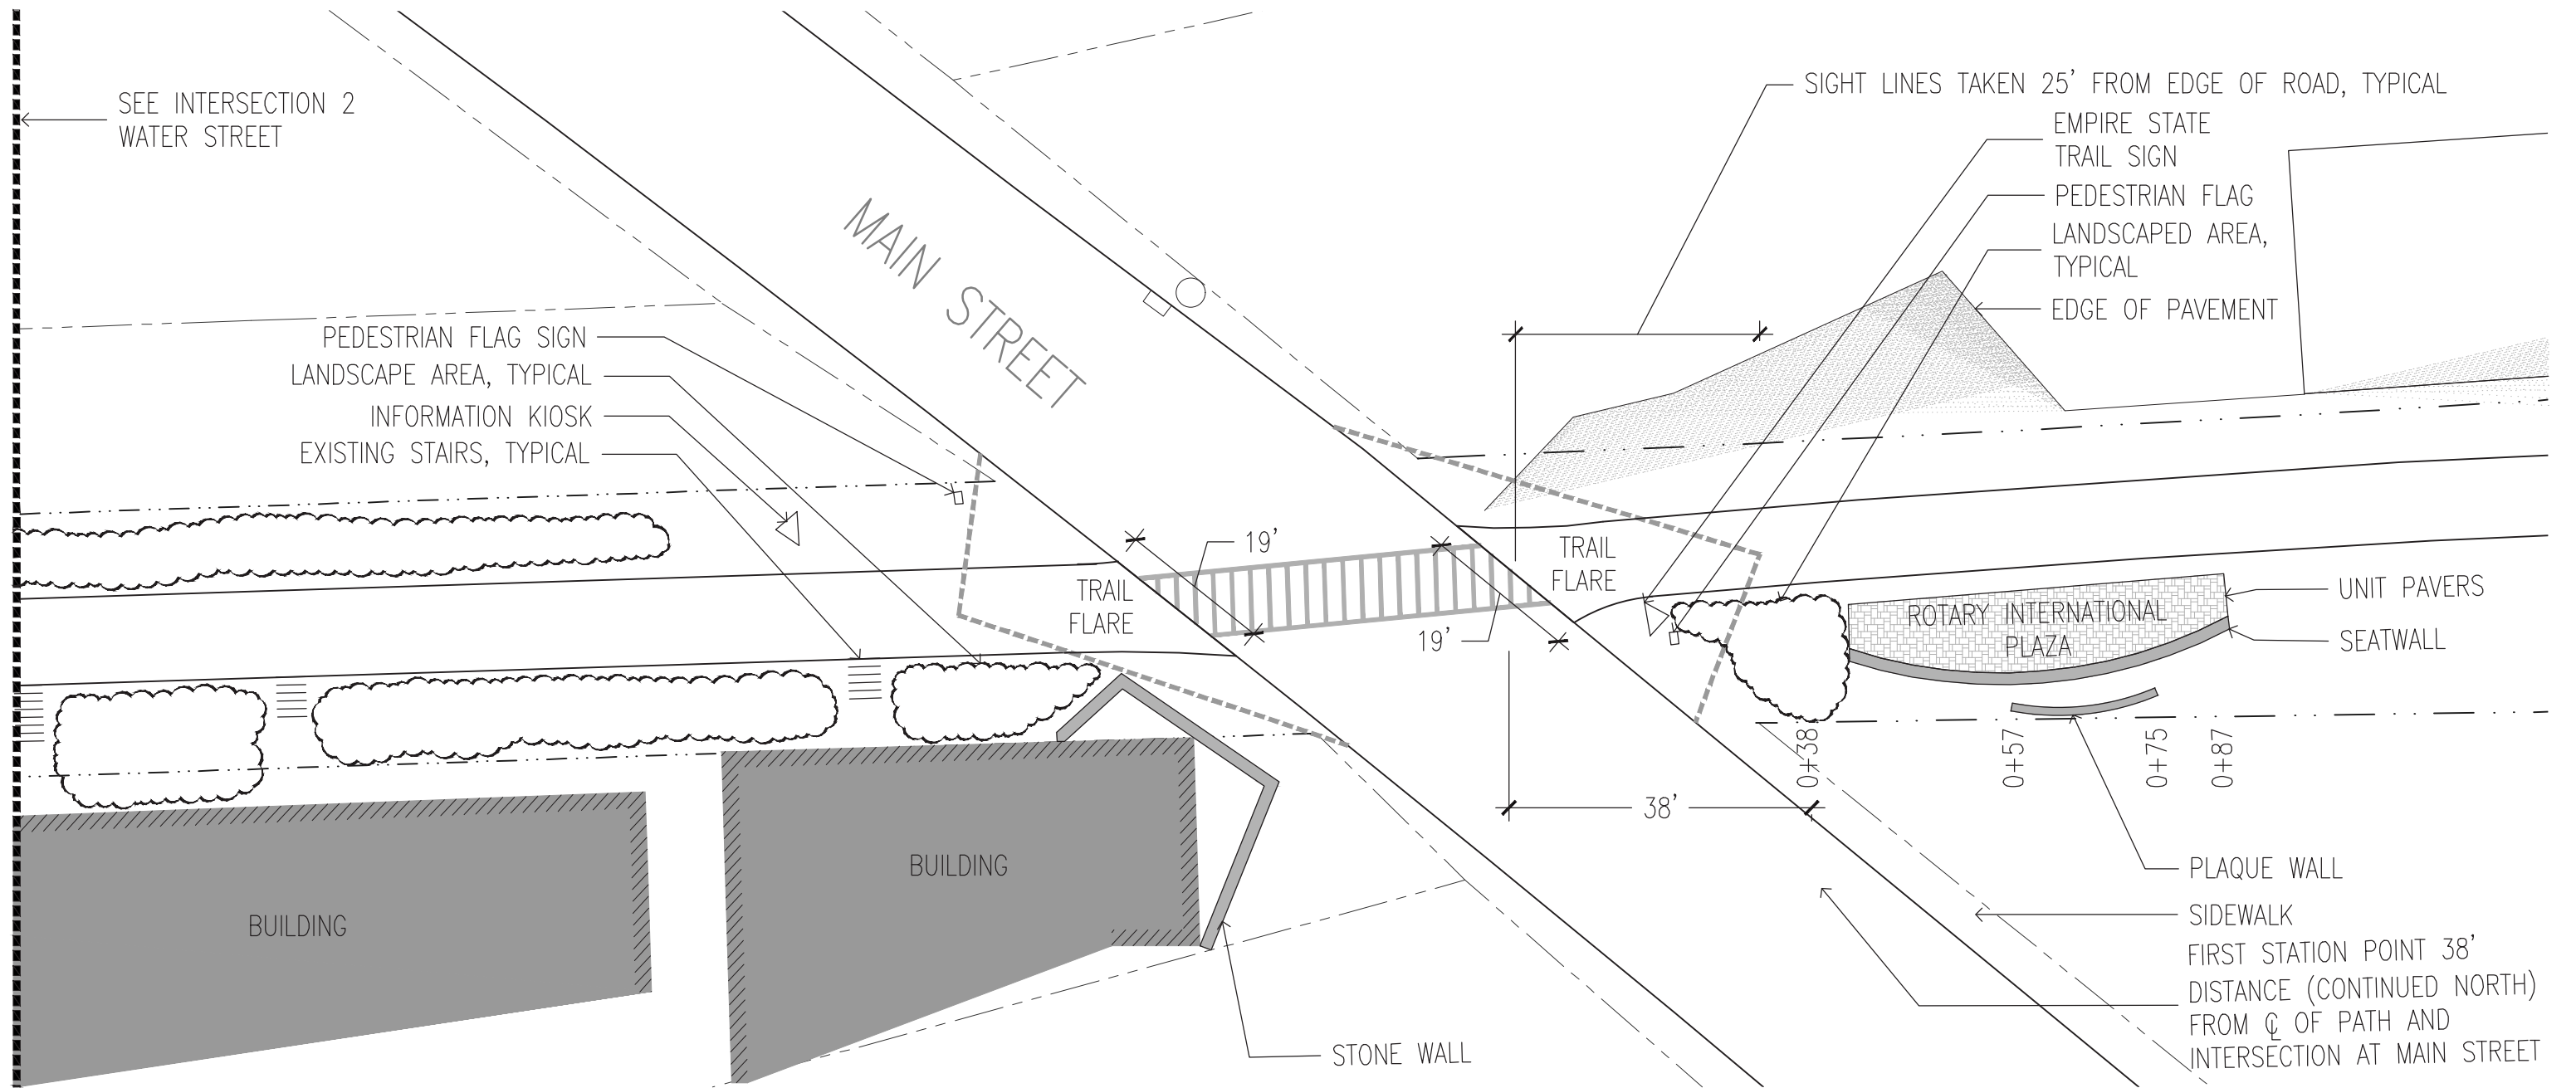 SEE INTERSECTION 2
WATER STREET
MAIN STREET
SIGHT LINES TAKEN 25' FROM EDGE OF ROAD, TYPICAL
EMPIRE STATE
TRAIL SIGN
PEDESTRIAN FLAG
LANDSCAPED AREA,
TYPICAL
EDGE OF PAVEMENT
PEDESTRIAN FLAG SIGN
LANDSCAPE AREA, TYPICAL
INFORMATION KIOSK
EXISTING STAIRS, TYPICAL
19'
TRAIL
FLARE
TRAIL
FLARE
19'
UNIT PAVERS
ROTARY INTERNATIONAL
PLAZA
SEATWALL
0+38
0+57
0+75
0+87
38'
BUILDING
BUILDING
PLAQUE WALL
SIDEWALK
FIRST STATION POINT 38'
DISTANCE (CONTINUED NORTH)
FROM ℄ OF PATH AND
INTERSECTION AT MAIN STREET
STONE WALL